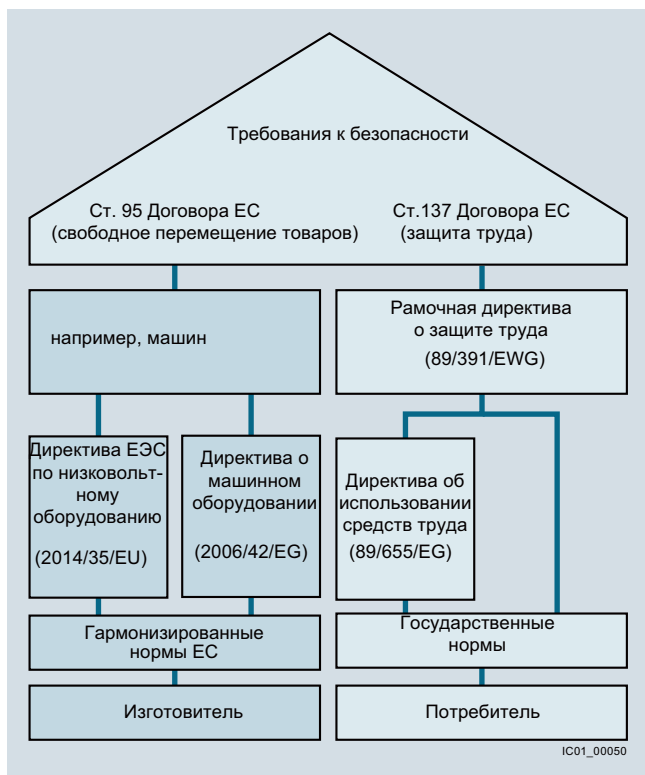 Требования к безопасности
Ст. 95 Договора ЕС
(свободное перемещение товаров)
Ст.137 Договора ЕС
(защита труда)
например, машин
Рамочная директива
о защите труда
(89/391/EWG)
Директива ЕЭС
по низковольт-
ному
оборудованию
(2014/35/EU)
Директива о
машинном
оборудовании
(2006/42/EG)
Директива об
использовании
средств труда
(89/655/EG)
Гармонизированные
нормы ЕС
Государственные
нормы
Изготовитель
Потребитель
IC01_00050